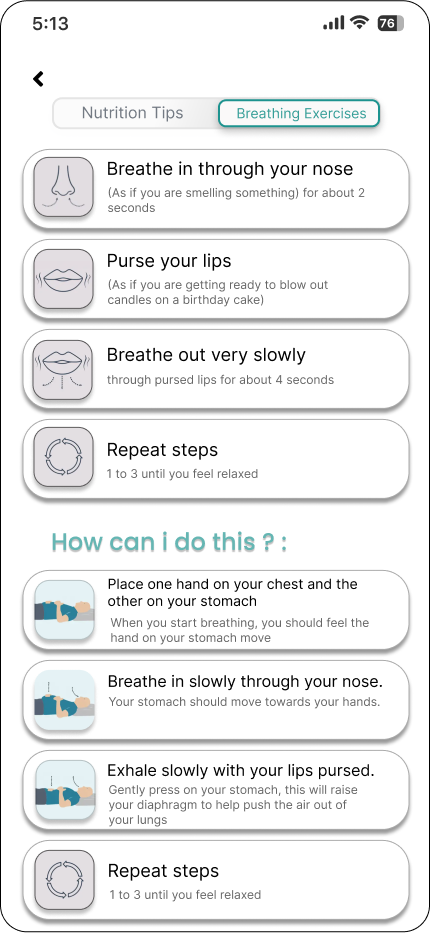 5:13
76
Nutrition Tips
Breathing Exercises
Breathe in through your nose
(As if you are smelling something) for about 2
seconds
Purse your lips
(As if you are getting ready to blow out
candles on a birthday cake)
Breathe out very slowly
through pursed lips for about 4 seconds
Repeat steps
1 to 3 until you feel relaxed
How can i do this ? :
Place one hand on your chest and the
other on your stomach
When you start breathing, you should feel the
hand on your stomach move
Breathe in slowly through your nose.
Your stomach should move towards your hands.
Exhale slowly with your lips pursed.
Gently press on your stomach, this will raise
your diaphragm to help push the air out of
your lungs
Repeat steps
1 to 3 until you feel relaxed